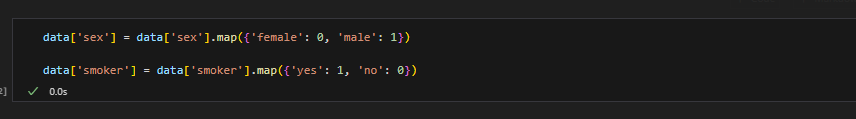 data['sex'] = data['sex'].map({'female': 0, 'male': 1})
data['smoker'] = data['smoker'].map({'yes': 1, 'no': 0})
0.0s